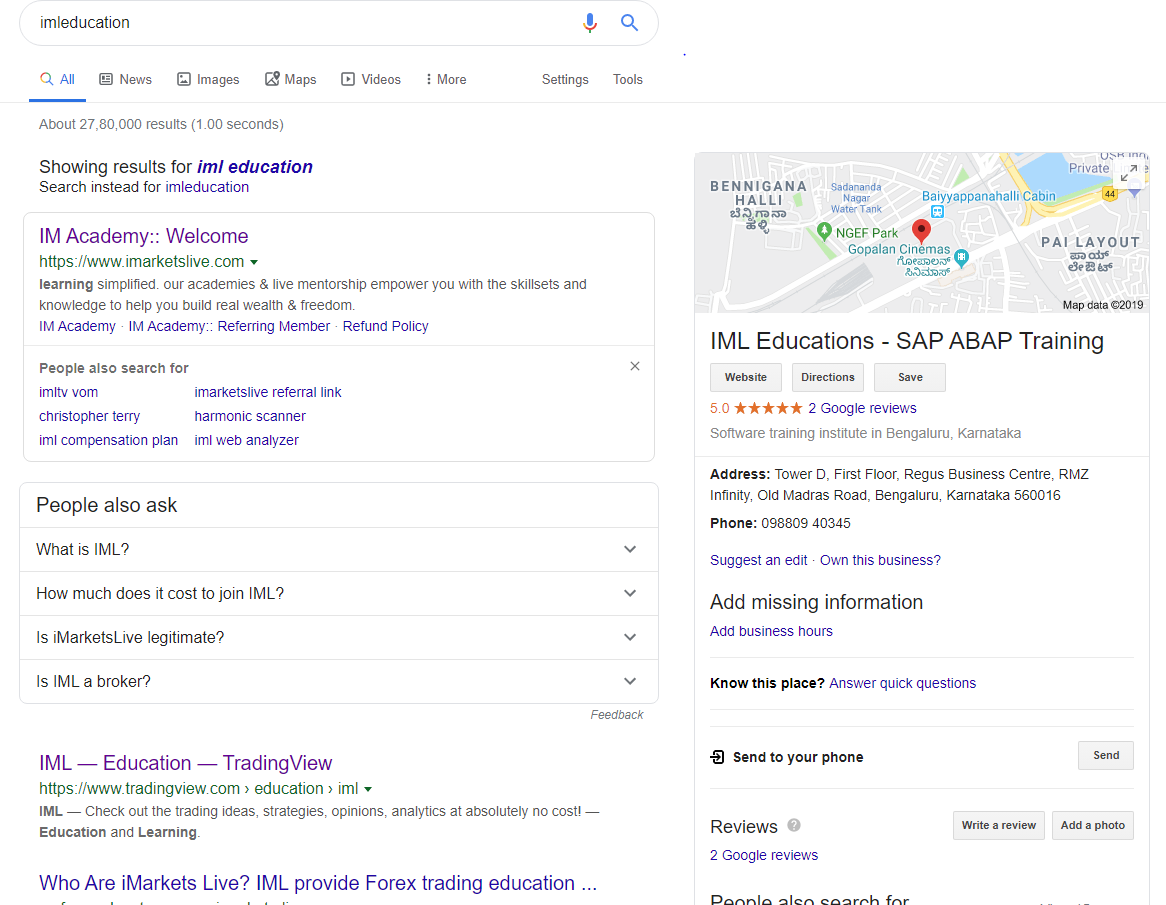 imleducation
All
News
Images
Maps
Videos
More
Settings
Tools
About 27,80,000 results (1.00 seconds)
Showing results for iml education
Search instead for imleducation
IM Academy:: Welcome
https://www.imarketslive.com
learning simplified. our academies & live mentorship empower you with the skillsets and
knowledge to help you build real wealth & freedom.
IM Academy · IM Academy:: Referring Member · Refund Policy
People also search for
imltv vom
imarketslive referral link
christopher terry
harmonic scanner
iml compensation plan
iml web analyzer
People also ask
What is IML?
How much does it cost to join IML?
Is iMarketsLive legitimate?
Is IML a broker?
Feedback
IML — Education — TradingView
https://www.tradingview.com › education › iml
IML — Check out the trading ideas, strategies, opinions, analytics at absolutely no cost! —
Education and Learning.
Who Are iMarkets Live? IML provide Forex trading education ...
BENNIGANA
HALLI
ಬೆನ್ನಿಗಾನಾ
ಹಳ್ಳಿ
Sadananda
Nagar
Water Tank
Baiyyappanahalli Cabin
Private
44
NGEF Park
Gopalan Cinemas
ಗೋಪಾಲನ್
ಸಿನಿಮಾಸ್
PAI LAYOUT
ಪಾಯ್
ಲೇಔಟ್
Map data ©2019
IML Educations - SAP ABAP Training
Website
Directions
Save
5.0 ★★★★★ 2 Google reviews
Software training institute in Bengaluru, Karnataka
Address: Tower D, First Floor, Regus Business Centre, RMZ
Infinity, Old Madras Road, Bengaluru, Karnataka 560016
Phone: 098809 40345
Suggest an edit · Own this business?
Add missing information
Add business hours
Know this place? Answer quick questions
Send to your phone
Send
Reviews
Write a review
Add a photo
2 Google reviews
People also search for